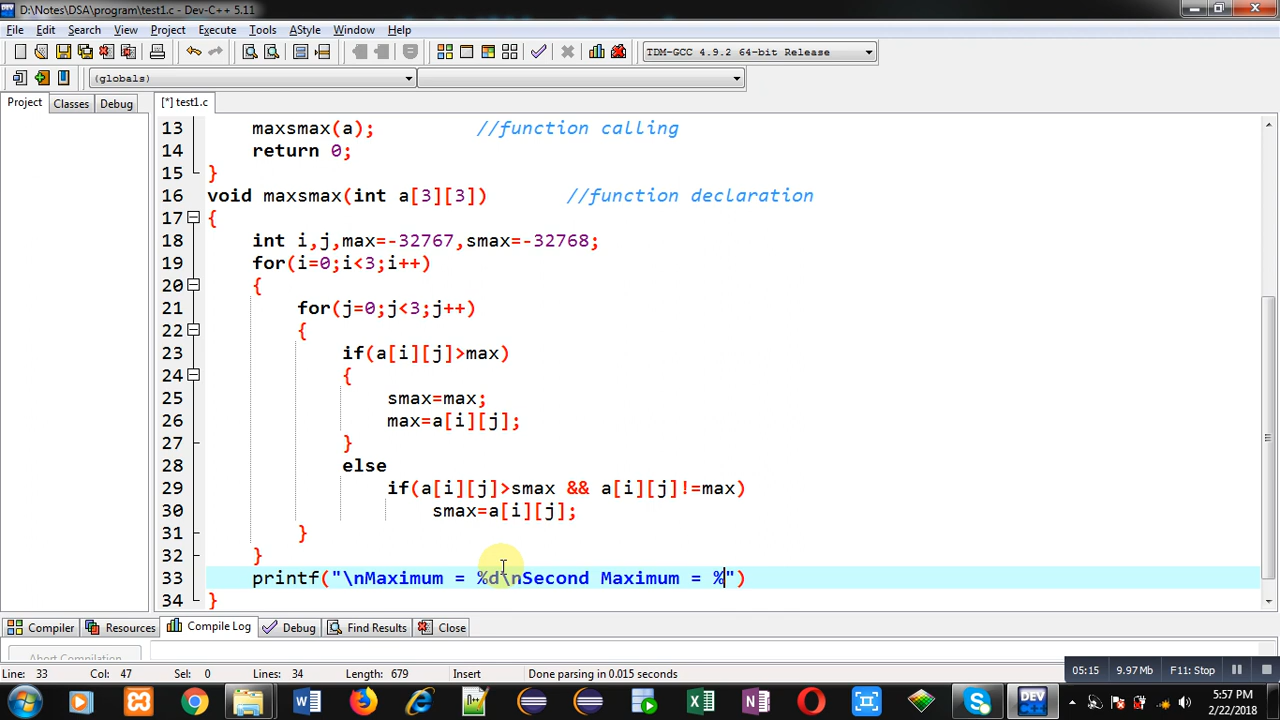 D:\Notes\DSA\program\test1.c - Dev-C++ 5.11
File Edit Search View Project Execute Tools AStyle Window Help
TDM-GCC 4.9.2 64-bit Release
(globals)
Project Classes Debug [*] test1.c
13 maxsmax(a); //function calling
14 return 0;
15 }
16 void maxsmax(int a[3][3]) //function declaration
17 {
18 int i,j,max=-32767,smax=-32768;
19 for(i=0;i<3;i++)
20 {
21 for(j=0;j<3;j++)
22 {
23 if(a[i][j]>max)
24 {
25 smax=max;
26 max=a[i][j];
27 }
28 else
29 if(a[i][j]>smax && a[i][j]!=max)
30 smax=a[i][j];
31 }
32 }
33 printf("\nMaximum = %d\nSecond Maximum = %")
34 }
Compiler Resources Compile Log Debug Find Results Close
Abort Compilation
Line: 33 Col: 47 Sel: 0 Lines: 34 Length: 679 Insert Done parsing in 0.015 seconds
05:15 9.97 Mb F11: Stop
DEV
5:57 PM
2/22/2018